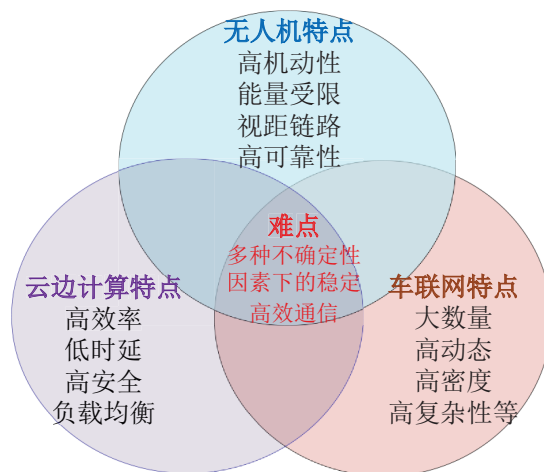 无人机特点
高机动性
能量受限
视距链路
高可靠性
难点
多种不确定性
因素下的稳定
高效通信
云边计算特点
高效率
低时延
高安全
负载均衡
车联网特点
大数量
高动态
高密度
高复杂性等